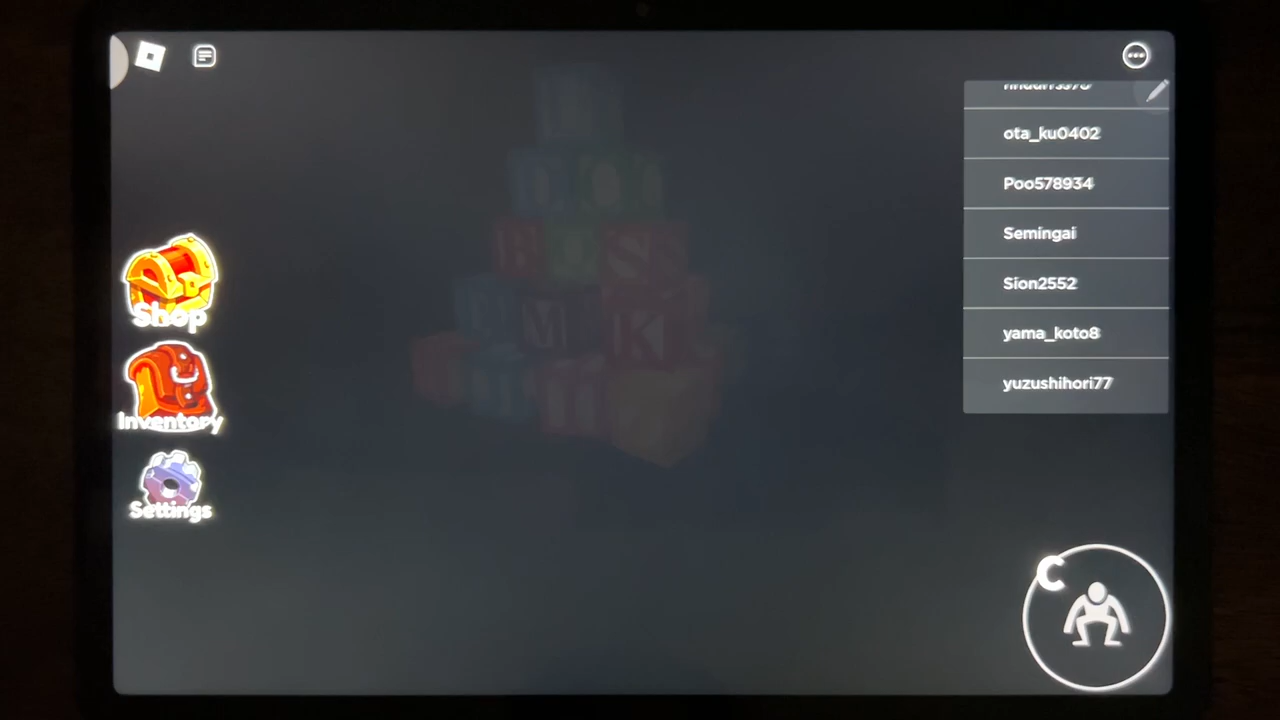 ota_ku0402
Poo578934
Semingai
Sion2552
yama_koto8
yuzushihori77
Shop
Inventory
Settings
C